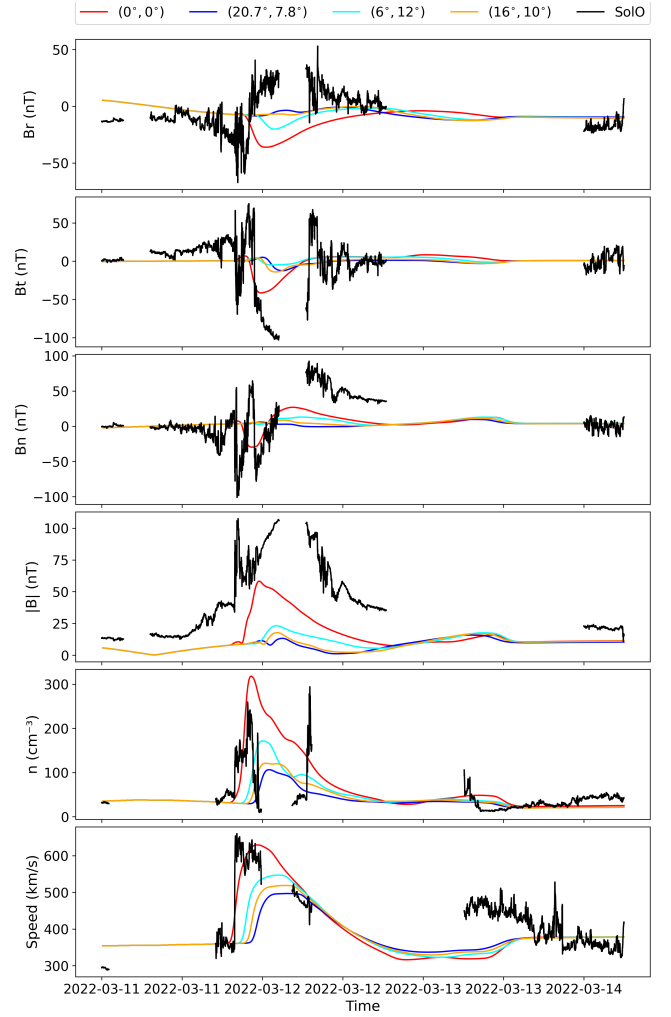 (0°, 0°) (20.7°, 7.8°) (6°, 12°) (16°, 10°) SolO
50
0
−50
Br (nT)
50
0
−50
−100
Bt (nT)
100
50
0
−50
−100
Bn (nT)
100
75
50
25
0
|B| (nT)
300
200
100
0
n (cm⁻³)
600
500
400
300
Speed (km/s)
2022-03-11 2022-03-11 2022-03-12 2022-03-12 2022-03-13 2022-03-13 2022-03-14
Time